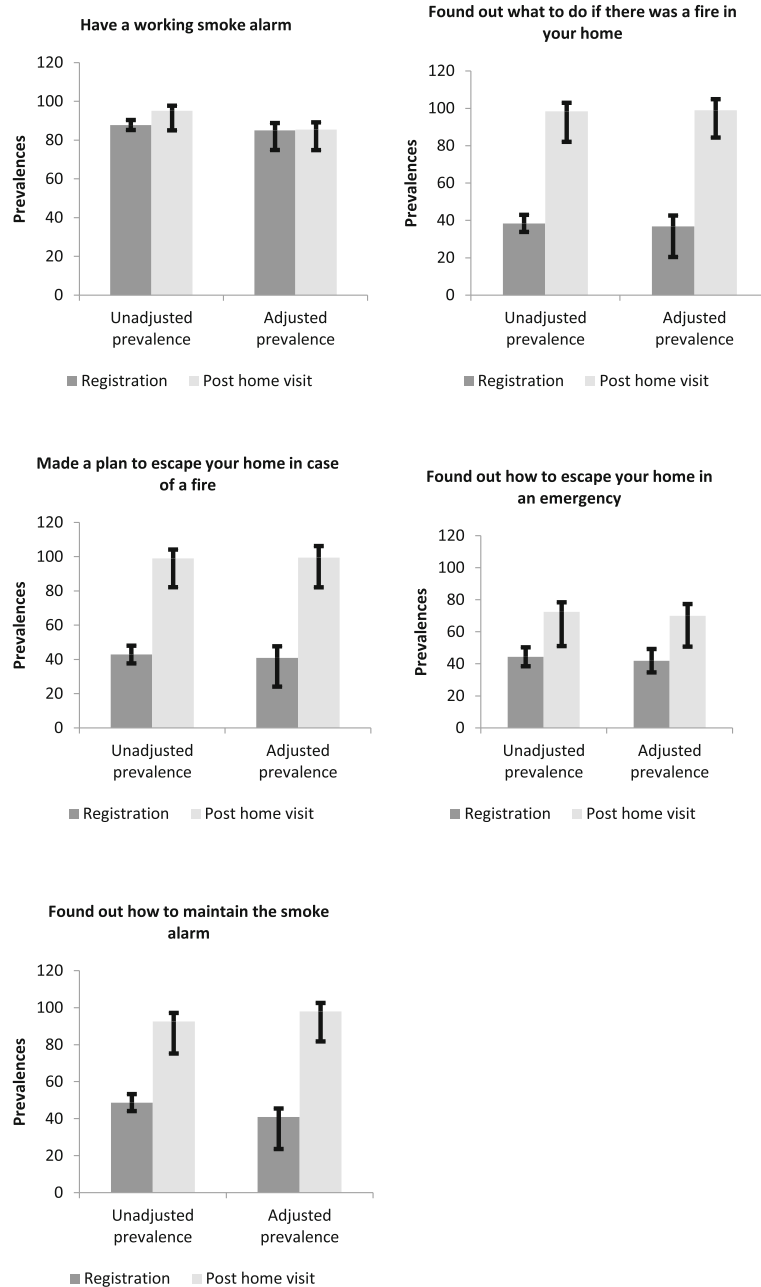 Have a working smoke alarm
120
100
80
60
40
20
0
Prevalences
Unadjusted
prevalence
Adjusted
prevalence
Registration
Post home visit
Found out what to do if there was a fire in
your home
120
100
80
60
40
20
0
Prevalences
Unadjusted
prevalence
Adjusted
prevalence
Registration
Post home visit
Made a plan to escape your home in case
of a fire
120
100
80
60
40
20
0
Prevalences
Unadjusted
prevalence
Adjusted
prevalence
Registration
Post home visit
Found out how to escape your home in
an emergency
120
100
80
60
40
20
0
Prevalences
Unadjusted
prevalence
Adjusted
prevalence
Registration
Post home visit
Found out how to maintain the smoke
alarm
120
100
80
60
40
20
0
Prevalences
Unadjusted
prevalence
Adjusted
prevalence
Registration
Post home visit